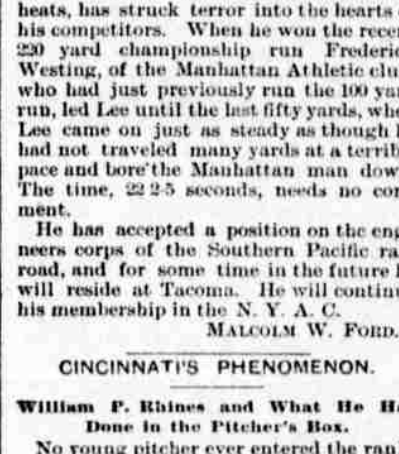 heats, has struck terror into the hearts
his competitors. When he won the rece
220 yard championship run Frederic
Westing, of the Manhattan Athletic clu
who had just previously run the 100 ya
run, led Lee until the last fifty yards, whe
Lee came on just as steady as though
had not traveled many yards at a terrib
pace and bore the Manhattan man dow
The time, 22 2-5 seconds, needs no com
ment.
He has accepted a position on the eng
neers corps of the Southern Pacific ra
road, and for some time in the future
will reside at Tacoma. He will continu
his membership in the N. Y. A. C.
MALCOLM W. FORD.
CINCINNATI'S PHENOMENON.
William P. Rhines and What He Ha
Done in the Pitcher's Box.
No young pitcher ever entered the ran